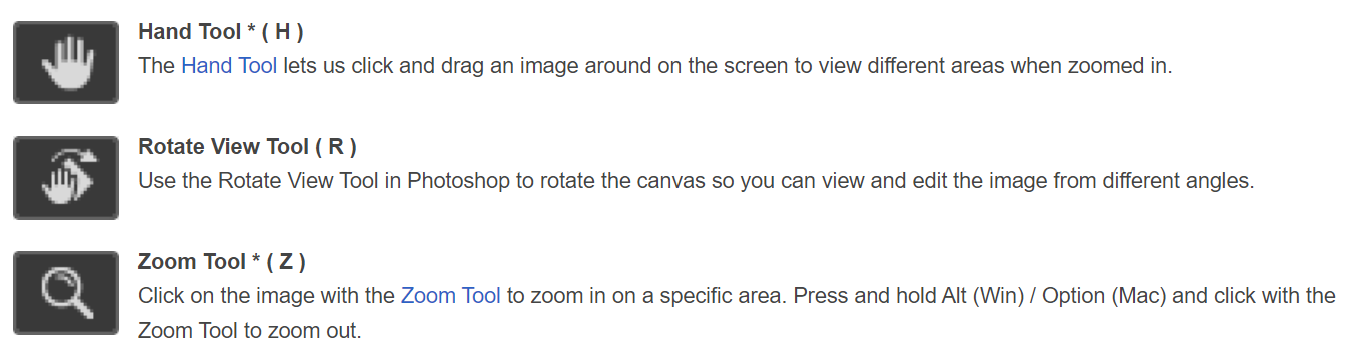 Hand Tool * ( H )
The Hand Tool lets us click and drag an image around on the screen to view different areas when zoomed in.
Rotate View Tool ( R )
Use the Rotate View Tool in Photoshop to rotate the canvas so you can view and edit the image from different angles.
Zoom Tool * ( Z )
Click on the image with the Zoom Tool to zoom in on a specific area. Press and hold Alt (Win) / Option (Mac) and click with the
Zoom Tool to zoom out.